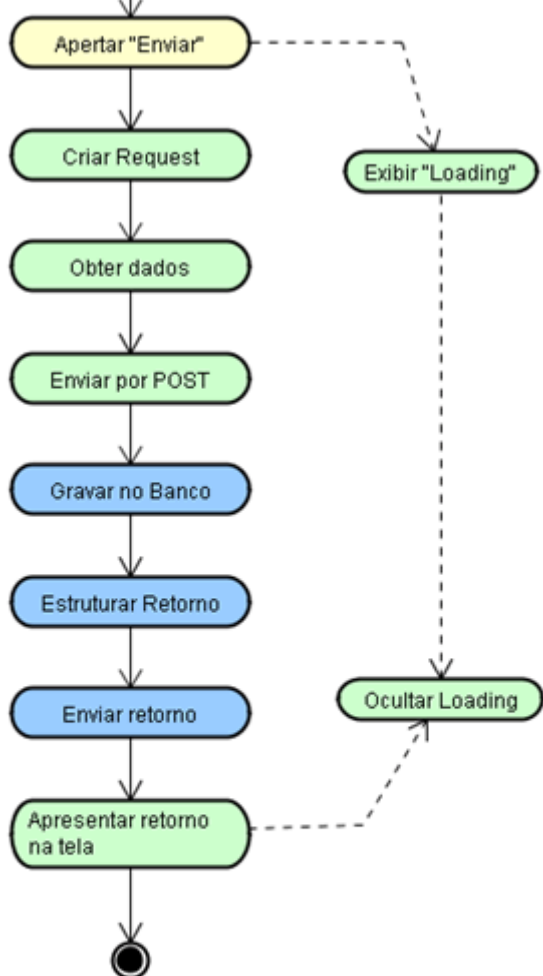 Apertar "Enviar"
Criar Request
Exibir "Loading"
Obter dados
Enviar por POST
Gravar no Banco
Estruturar Retorno
Enviar retorno
Ocultar Loading
Apresentar retorno
na tela